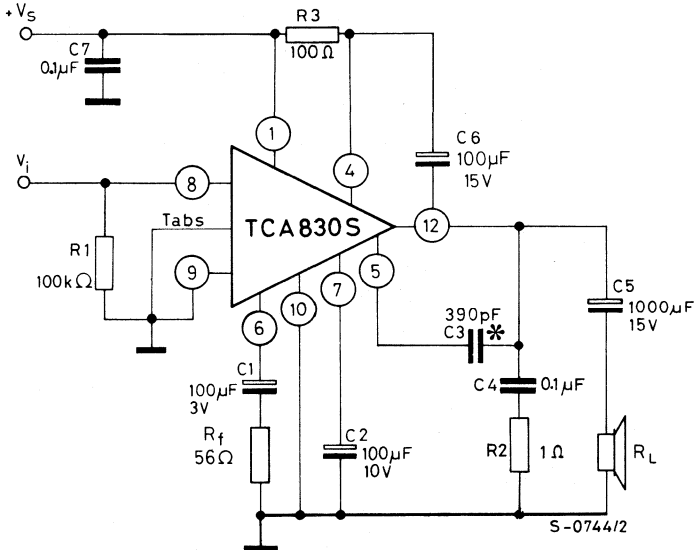 +Vs
R3
100Ω
C7
0.1µF
1
4
C6
100µF
15V
Vi
8
Tabs
TCA830S
12
R1
100kΩ
9
5
7
10
6
C5
1000µF
15V
390pF
C3 *
C1
100µF
3V
C4 0.1µF
Rf
56Ω
C2
100µF
10V
R2 1Ω
RL
S-0744/2